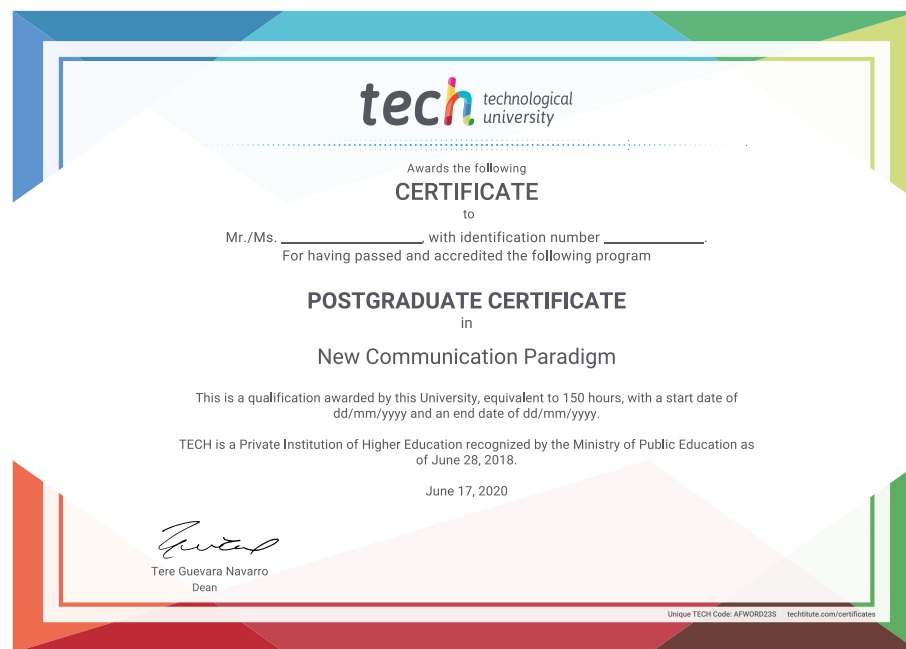 tech technological
university
Awards the following
CERTIFICATE
to
Mr./Ms. ____________, with identification number ____________.
For having passed and accredited the following program
POSTGRADUATE CERTIFICATE
in
New Communication Paradigm
This is a qualification awarded by this University, equivalent to 150 hours, with a start date of
dd/mm/yyyy and an end date of dd/mm/yyyy.
TECH is a Private Institution of Higher Education recognized by the Ministry of Public Education as
of June 28, 2018.
June 17, 2020
Tere Guevara Navarro
Dean
Unique TECH Code: AFWORD23S techtitute.com/certificates